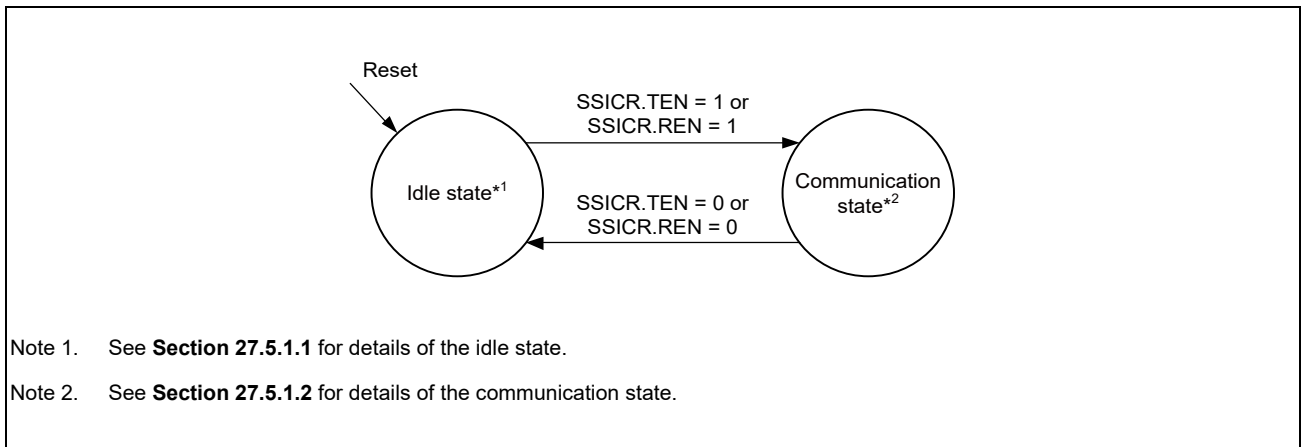 Reset
SSICR.TEN = 1 or
SSICR.REN = 1
Idle state*1
Communication
state*2
SSICR.TEN = 0 or
SSICR.REN = 0
Note 1. See Section 27.5.1.1 for details of the idle state.
Note 2. See Section 27.5.1.2 for details of the communication state.